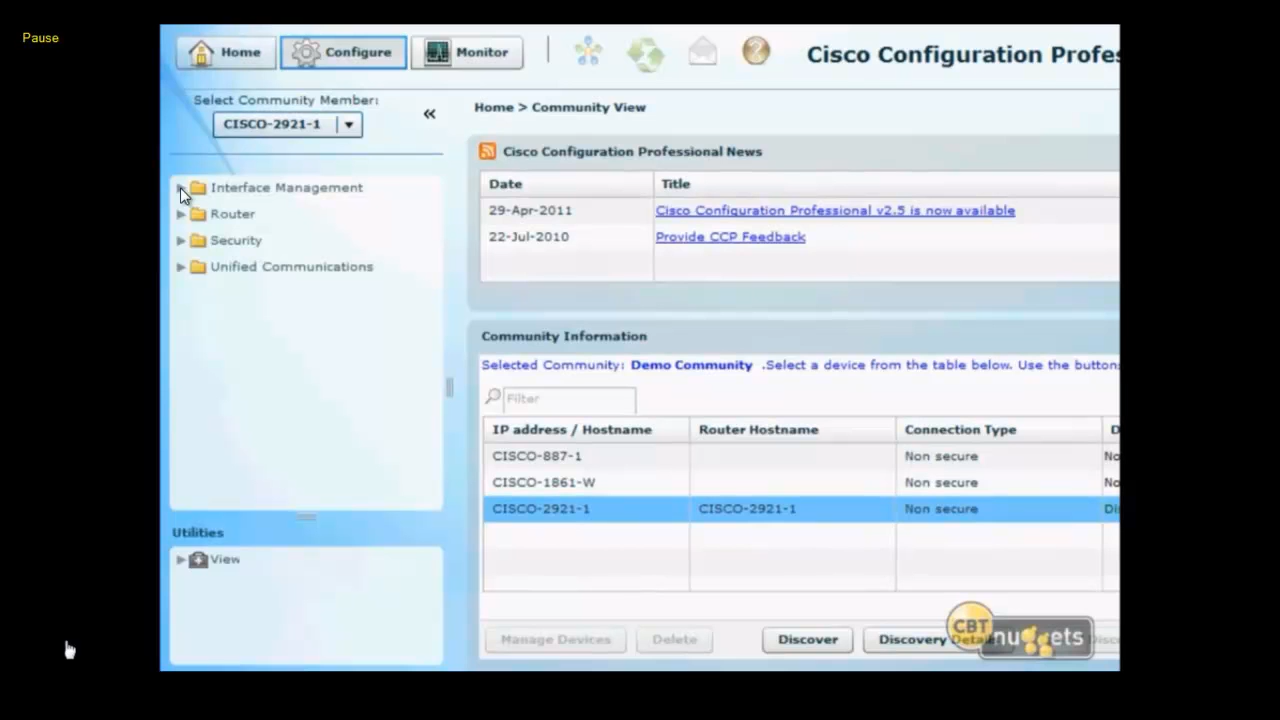 Pause
Home Configure Monitor Cisco Configuration Profes
Select Community Member:
CISCO-2921-1
«
Interface Management
Router
Security
Unified Communications
Utilities
View
Home > Community View
Cisco Configuration Professional News
Date Title
29-Apr-2011 Cisco Configuration Professional v2.5 is now available
22-Jul-2010 Provide CCP Feedback
Community Information
Selected Community: Demo Community .Select a device from the table below. Use the button
Filter
IP address / Hostname Router Hostname Connection Type D
CISCO-887-1 Non secure No
CISCO-1861-W Non secure No
CISCO-2921-1 CISCO-2921-1 Non secure Di
Manage Devices Delete Discover Discovery
CBT nuggets